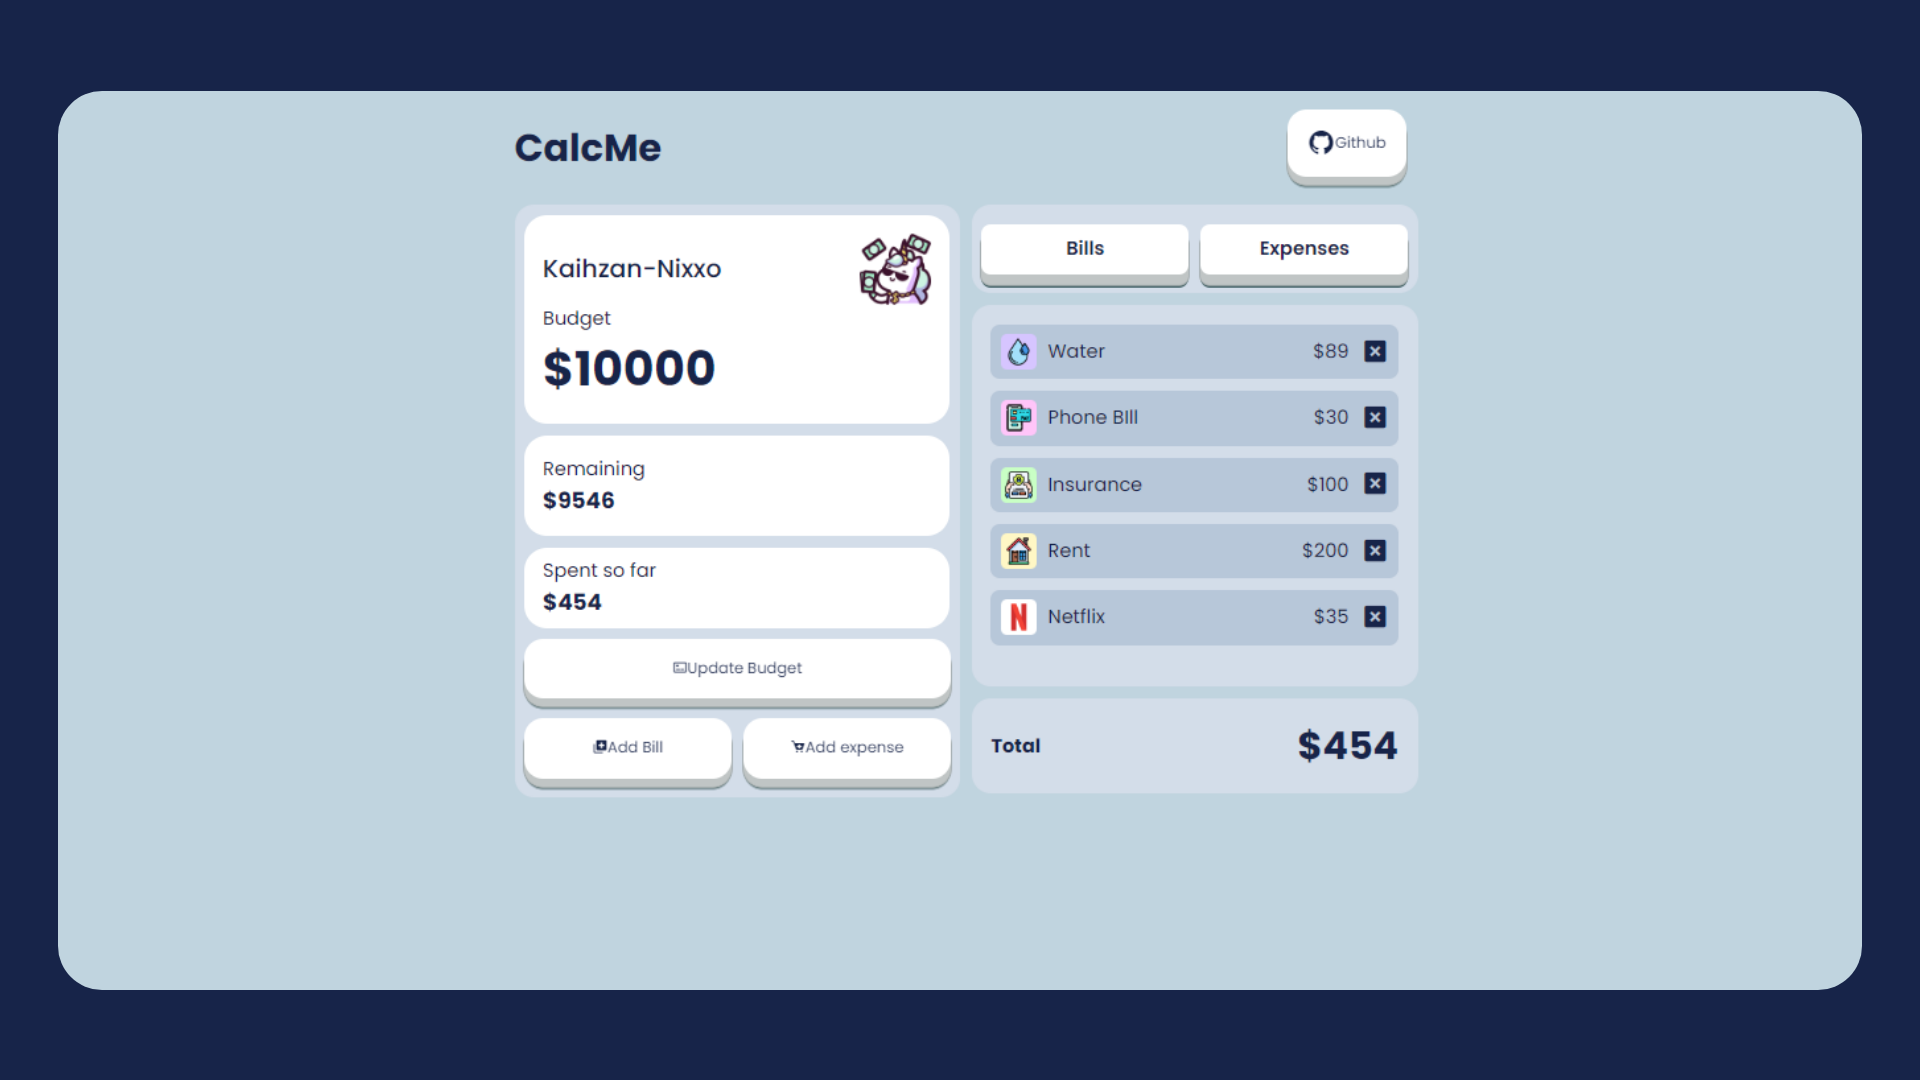 CalcMe
Github
Kaihzan-Nixxo
Budget
$10000
Remaining
$9546
Spent so far
$454
Update Budget
Add Bill
Add expense
Bills
Expenses
Water $89
Phone BIll $30
Insurance $100
Rent $200
N Netflix $35
Total $454